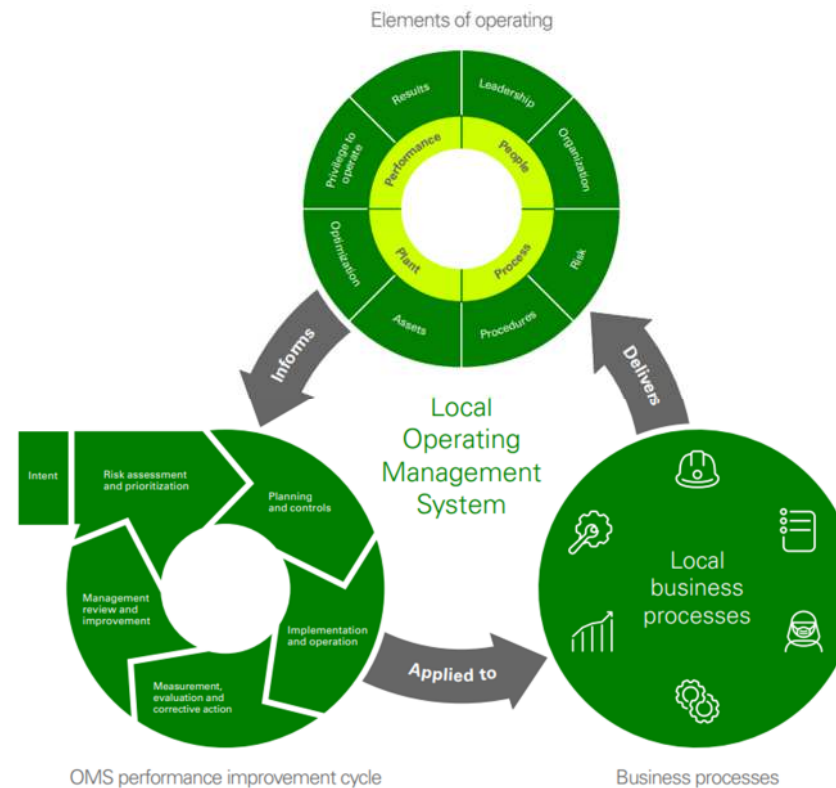 Elements of operating
Results
Leadership
Privilege to
operate
Performance
People
Organization
Optimization
Plant
Process
Risk
Assets
Procedures
Informs
Delivers
Local
Operating
Management
System
Intent
Risk assessment
and prioritization
Planning
and controls
Management
review and
improvement
Implementation
and operation
Measurement,
evaluation and
corrective action
Applied to
Local
business
processes
OMS performance improvement cycle
Business processes